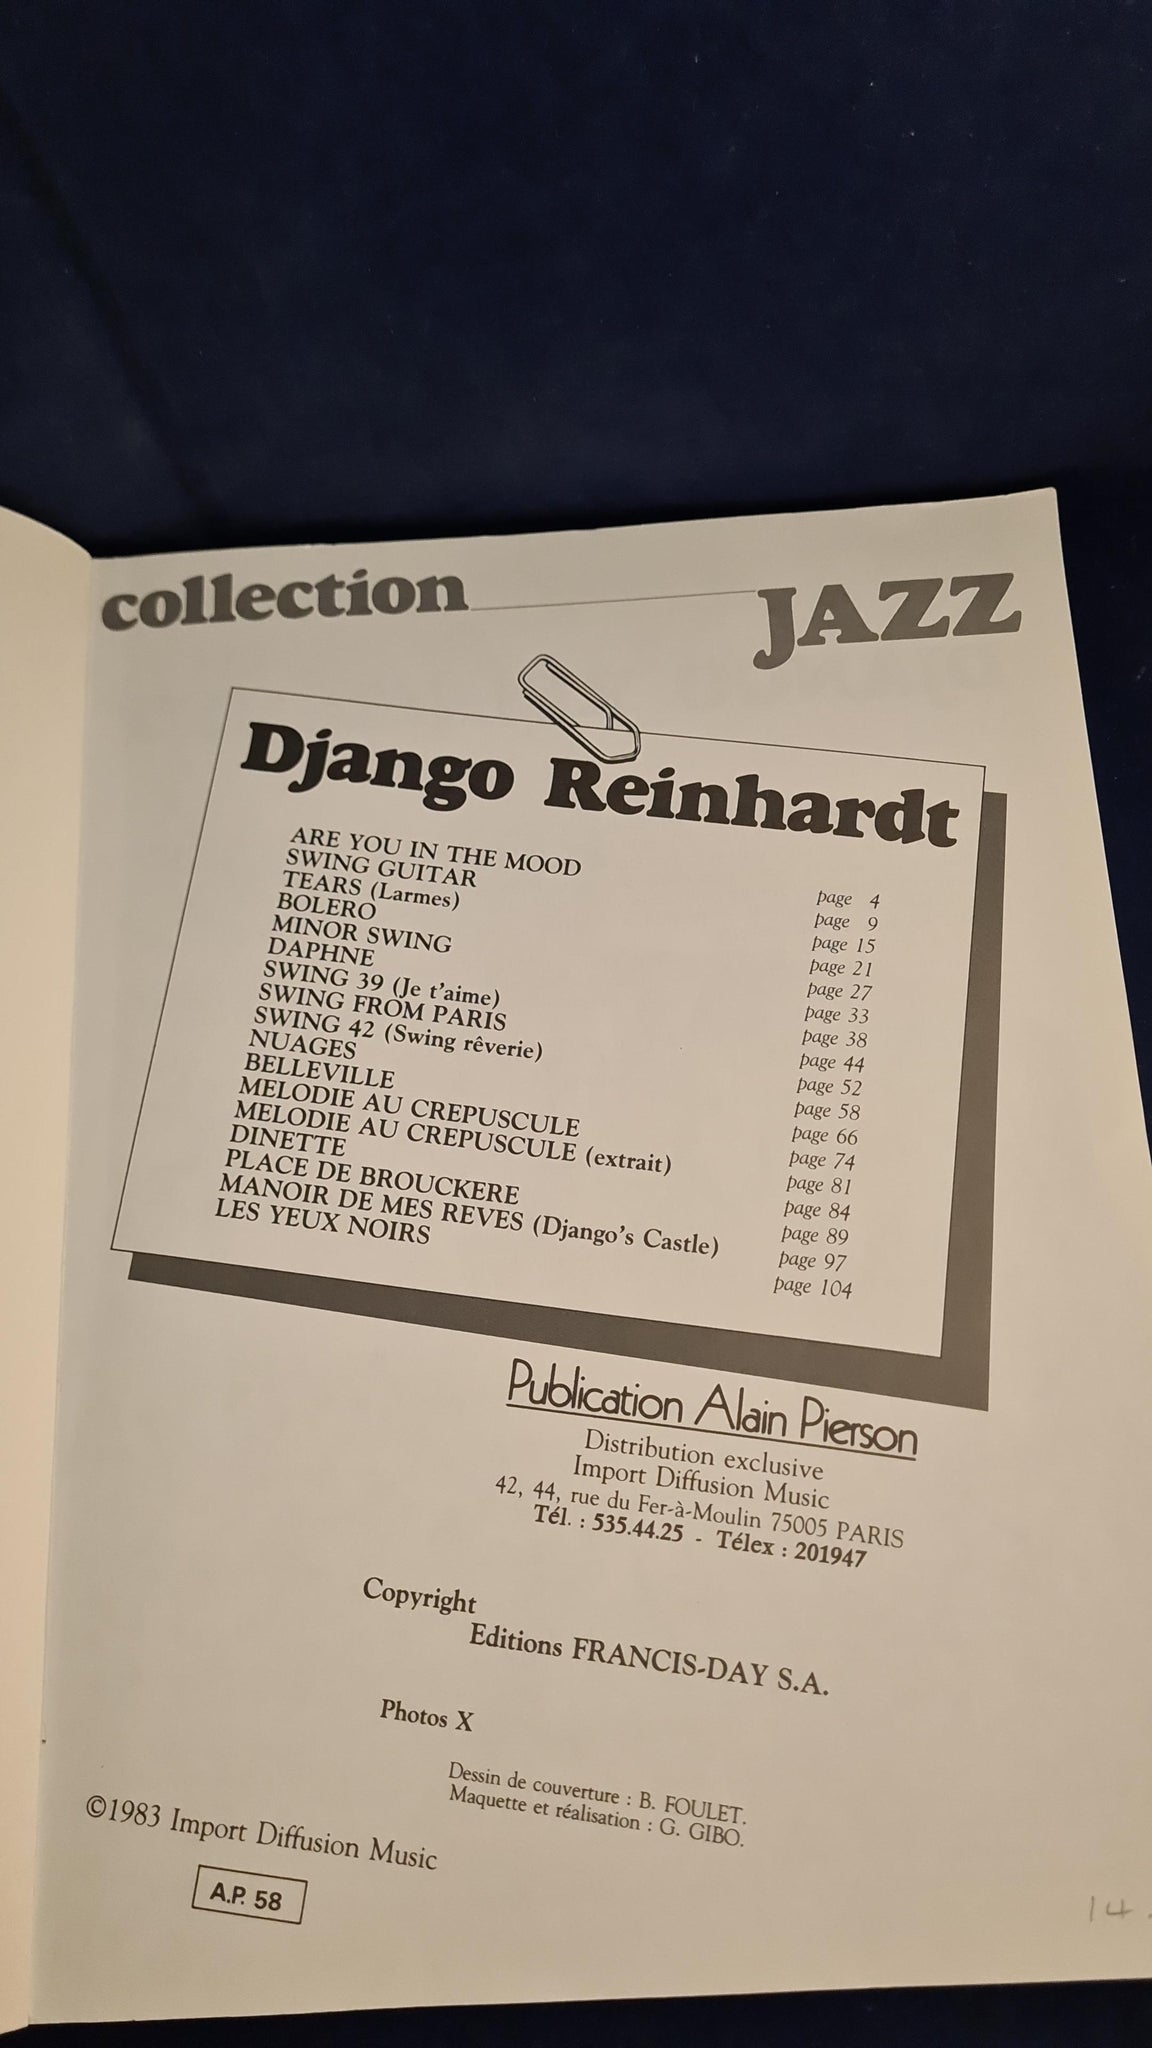 collection JAZZ
Django Reinhardt
ARE YOU IN THE MOOD page 4
SWING GUITAR page 9
TEARS (Larmes) page 15
BOLERO page 21
MINOR SWING page 27
DAPHNE page 33
SWING 39 (Je t'aime) page 38
SWING FROM PARIS page 44
SWING 42 (Swing rêverie) page 52
NUAGES page 58
BELLEVILLE page 66
MELODIE AU CREPUSCULE page 74
MELODIE AU CREPUSCULE (extrait) page 81
DINETTE page 84
PLACE DE BROUCKERE page 89
MANOIR DE MES REVES (Django's Castle) page 97
LES YEUX NOIRS page 104
Publication Alain Pierson
Distribution exclusive
Import Diffusion Music
42, 44, rue du Fer-à-Moulin 75005 PARIS
Tél. : 535.44.25 - Télex : 201947
Copyright
Editions FRANCIS-DAY S.A.
Photos X
Dessin de couverture : B. FOULET.
Maquette et réalisation : G. GIBO.
©1983 Import Diffusion Music
A.P. 58
14.